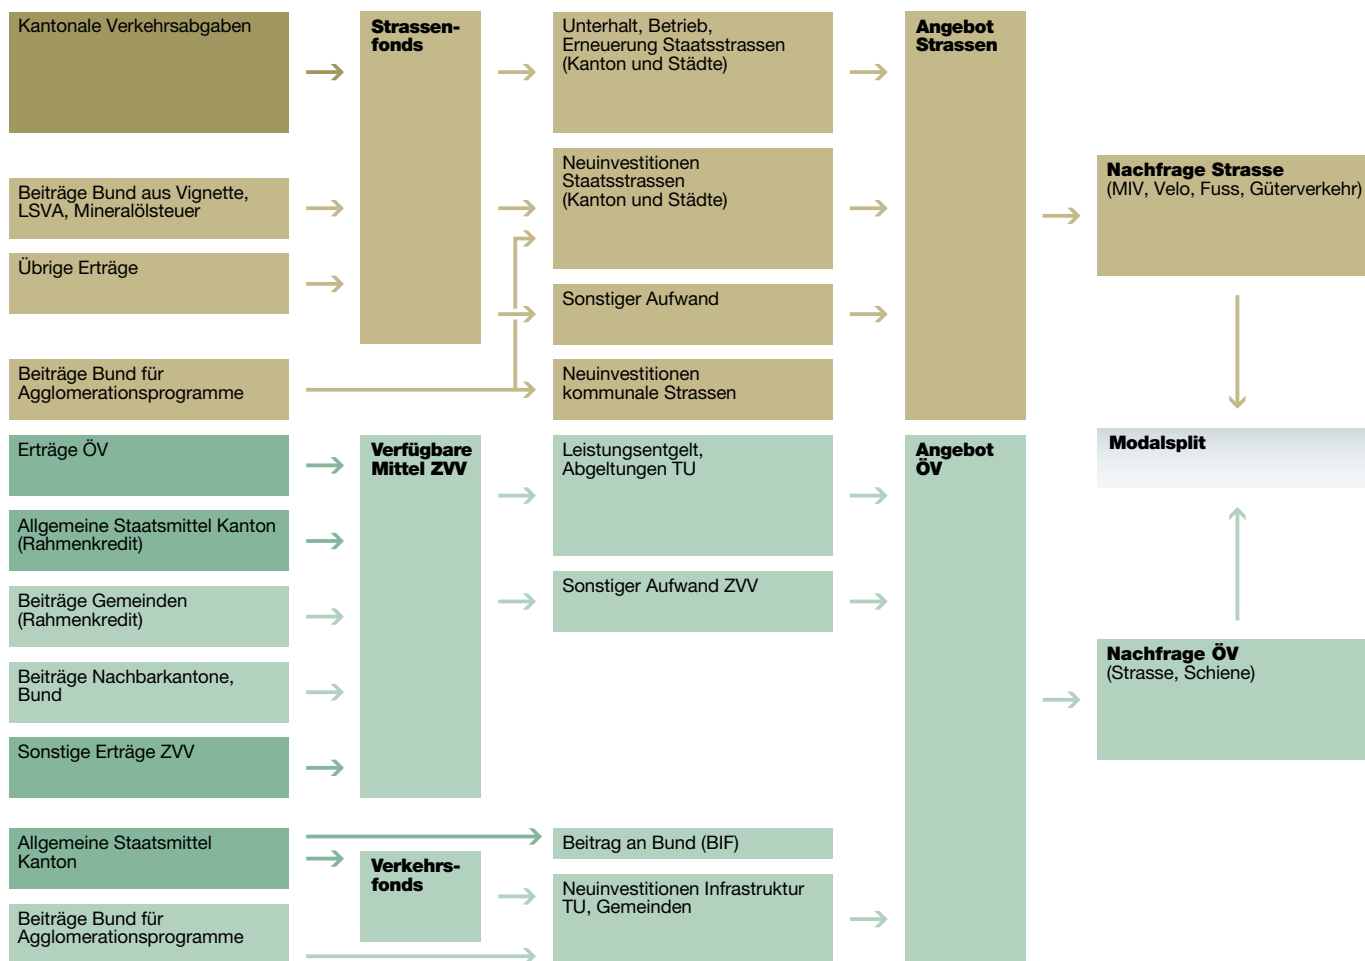 Kantonale Verkehrsabgaben
Strassen-
fonds
Unterhalt, Betrieb,
Erneuerung Staatsstrassen
(Kanton und Städte)
Angebot
Strassen
Beiträge Bund aus Vignette,
LSVA, Mineralölsteuer
Neuinvestitionen
Staatsstrassen
(Kanton und Städte)
Nachfrage Strasse
(MIV, Velo, Fuss, Güterverkehr)
Übrige Erträge
Sonstiger Aufwand
Beiträge Bund für
Agglomerationsprogramme
Neuinvestitionen
kommunale Strassen
Erträge ÖV
Verfügbare
Mittel ZVV
Leistungsentgelt,
Abgeltungen TU
Angebot
ÖV
Modalsplit
Allgemeine Staatsmittel Kanton
(Rahmenkredit)
Beiträge Gemeinden
(Rahmenkredit)
Sonstiger Aufwand ZVV
Beiträge Nachbarkantone,
Bund
Nachfrage ÖV
(Strasse, Schiene)
Sonstige Erträge ZVV
Allgemeine Staatsmittel
Kanton
Verkehrs-
fonds
Beitrag an Bund (BIF)
Neuinvestitionen Infrastruktur
TU, Gemeinden
Beiträge Bund für
Agglomerationsprogramme